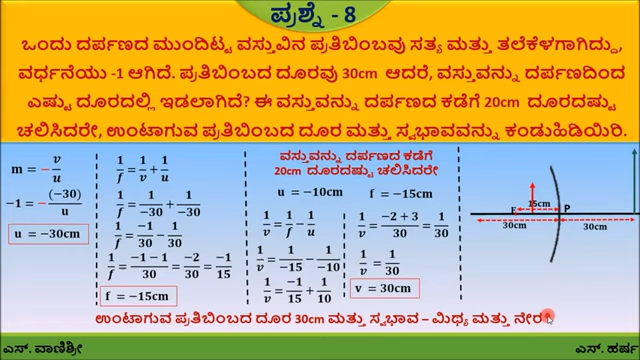 ಪ್ರಶ್ನೆ - 8
ಒಂದು ದರ್ಪಣದ ಮುಂದಿಟ್ಟ ವಸ್ತುವಿನ ಪ್ರತಿಬಿಂಬವು ಸತ್ಯ ಮತ್ತು ತಲೆಕೆಳಗಾಗಿದ್ದು,
ವರ್ಧನೆಯು -1 ಆಗಿದೆ. ಪ್ರತಿಬಿಂಬದ ದೂರವು 30cm ಆದರೆ, ವಸ್ತುವನ್ನು ದರ್ಪಣದಿಂದ
ಎಷ್ಟು ದೂರದಲ್ಲಿ ಇಡಲಾಗಿದೆ? ಈ ವಸ್ತುವನ್ನು ದರ್ಪಣದ ಕಡೆಗೆ 20cm ದೂರದಷ್ಟು
ಚಲಿಸಿದರೇ, ಉಂಟಾಗುವ ಪ್ರತಿಬಿಂಬದ ದೂರ ಮತ್ತು ಸ್ವಭಾವವನ್ನು ಕಂಡುಹಿಡಿಯಿರಿ.
m = − v/u
−1 = − (−30)/u
u = −30cm
1/f = 1/v + 1/u
1/f = 1/−30 + 1/−30
1/f = −1/30 − 1/30
1/f = −1−1/30 = −2/30 = −1/15
f = −15cm
ವಸ್ತುವನ್ನು ದರ್ಪಣದ ಕಡೆಗೆ
20cm ದೂರದಷ್ಟು ಚಲಿಸಿದರೇ
u = −10cm
f = −15cm
1/v = 1/f − 1/u
1/v = 1/−15 − 1/−10
1/v = −1/15 + 1/10
1/v = −2+3/30 = 1/30
1/v = 1/30
v = 30cm
15cm
F
P
30cm
30cm
ಉಂಟಾಗುವ ಪ್ರತಿಬಿಂಬದ ದೂರ 30cm ಮತ್ತು ಸ್ವಭಾವ – ಮಿಥ್ಯ ಮತ್ತು ನೇರ
ಎಸ್. ವಾಣಿಶ್ರೀ
ಎಸ್. ಹರ್ಷ